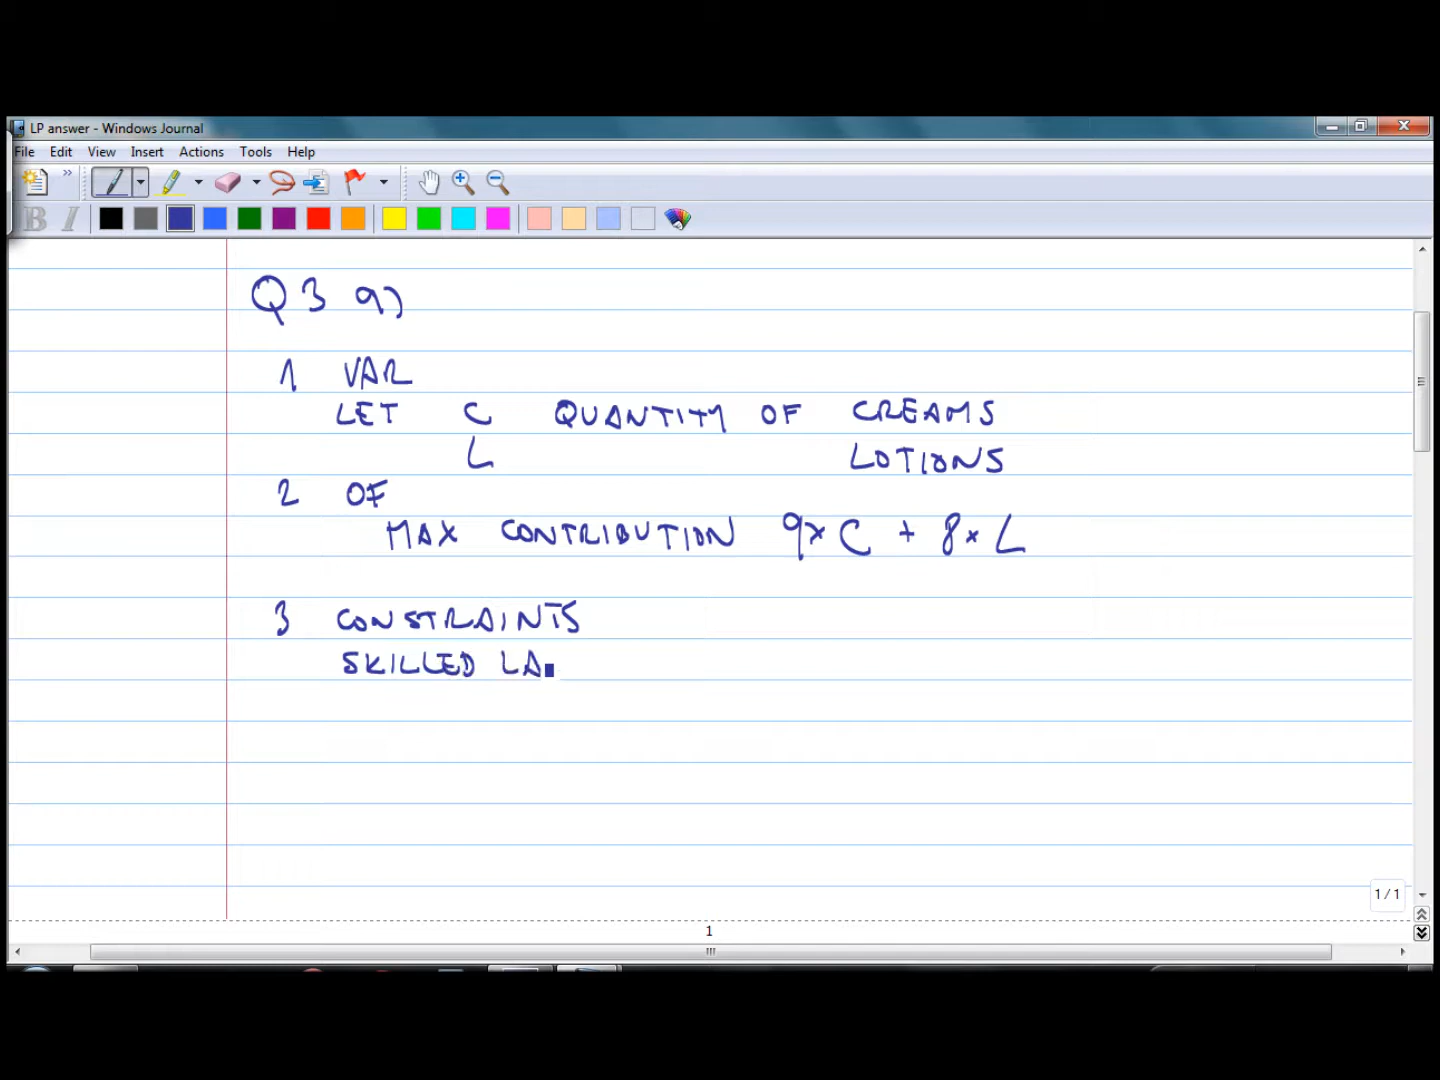 LP answer - Windows Journal
File Edit View Insert Actions Tools Help
B I
Q 3 a)
1 VAR
LET C QUANTITY OF CREAMS
L LOTIONS
2 OF
MAX CONTRIBUTION 9× C + 8× L
3 CONSTRAINTS
SKILLED LA
1 / 1
1